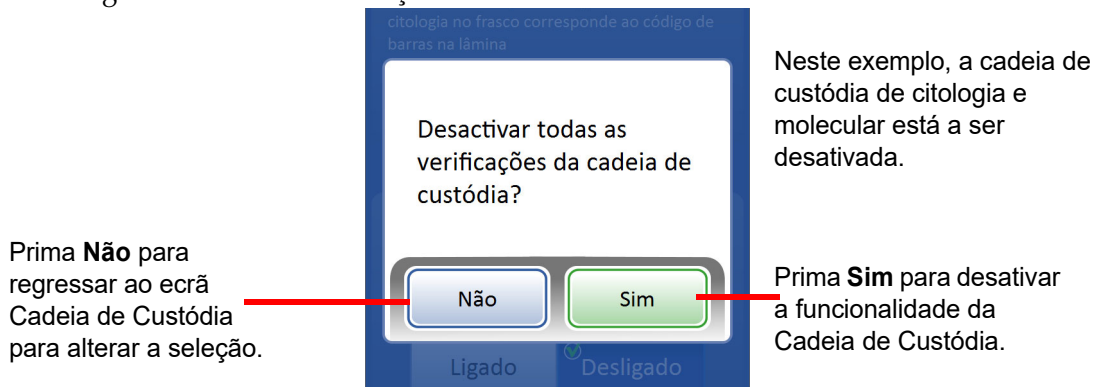 citologia no frasco corresponde ao código de
barras na lâmina
Desactivar todas as
verificações da cadeia de
custódia?
Não
Sim
Ligado
Desligado
Neste exemplo, a cadeia de
custódia de citologia e
molecular está a ser
desativada.
Prima Não para
regressar ao ecrã
Cadeia de Custódia
para alterar a seleção.
Prima Sim para desativar
a funcionalidade da
Cadeia de Custódia.